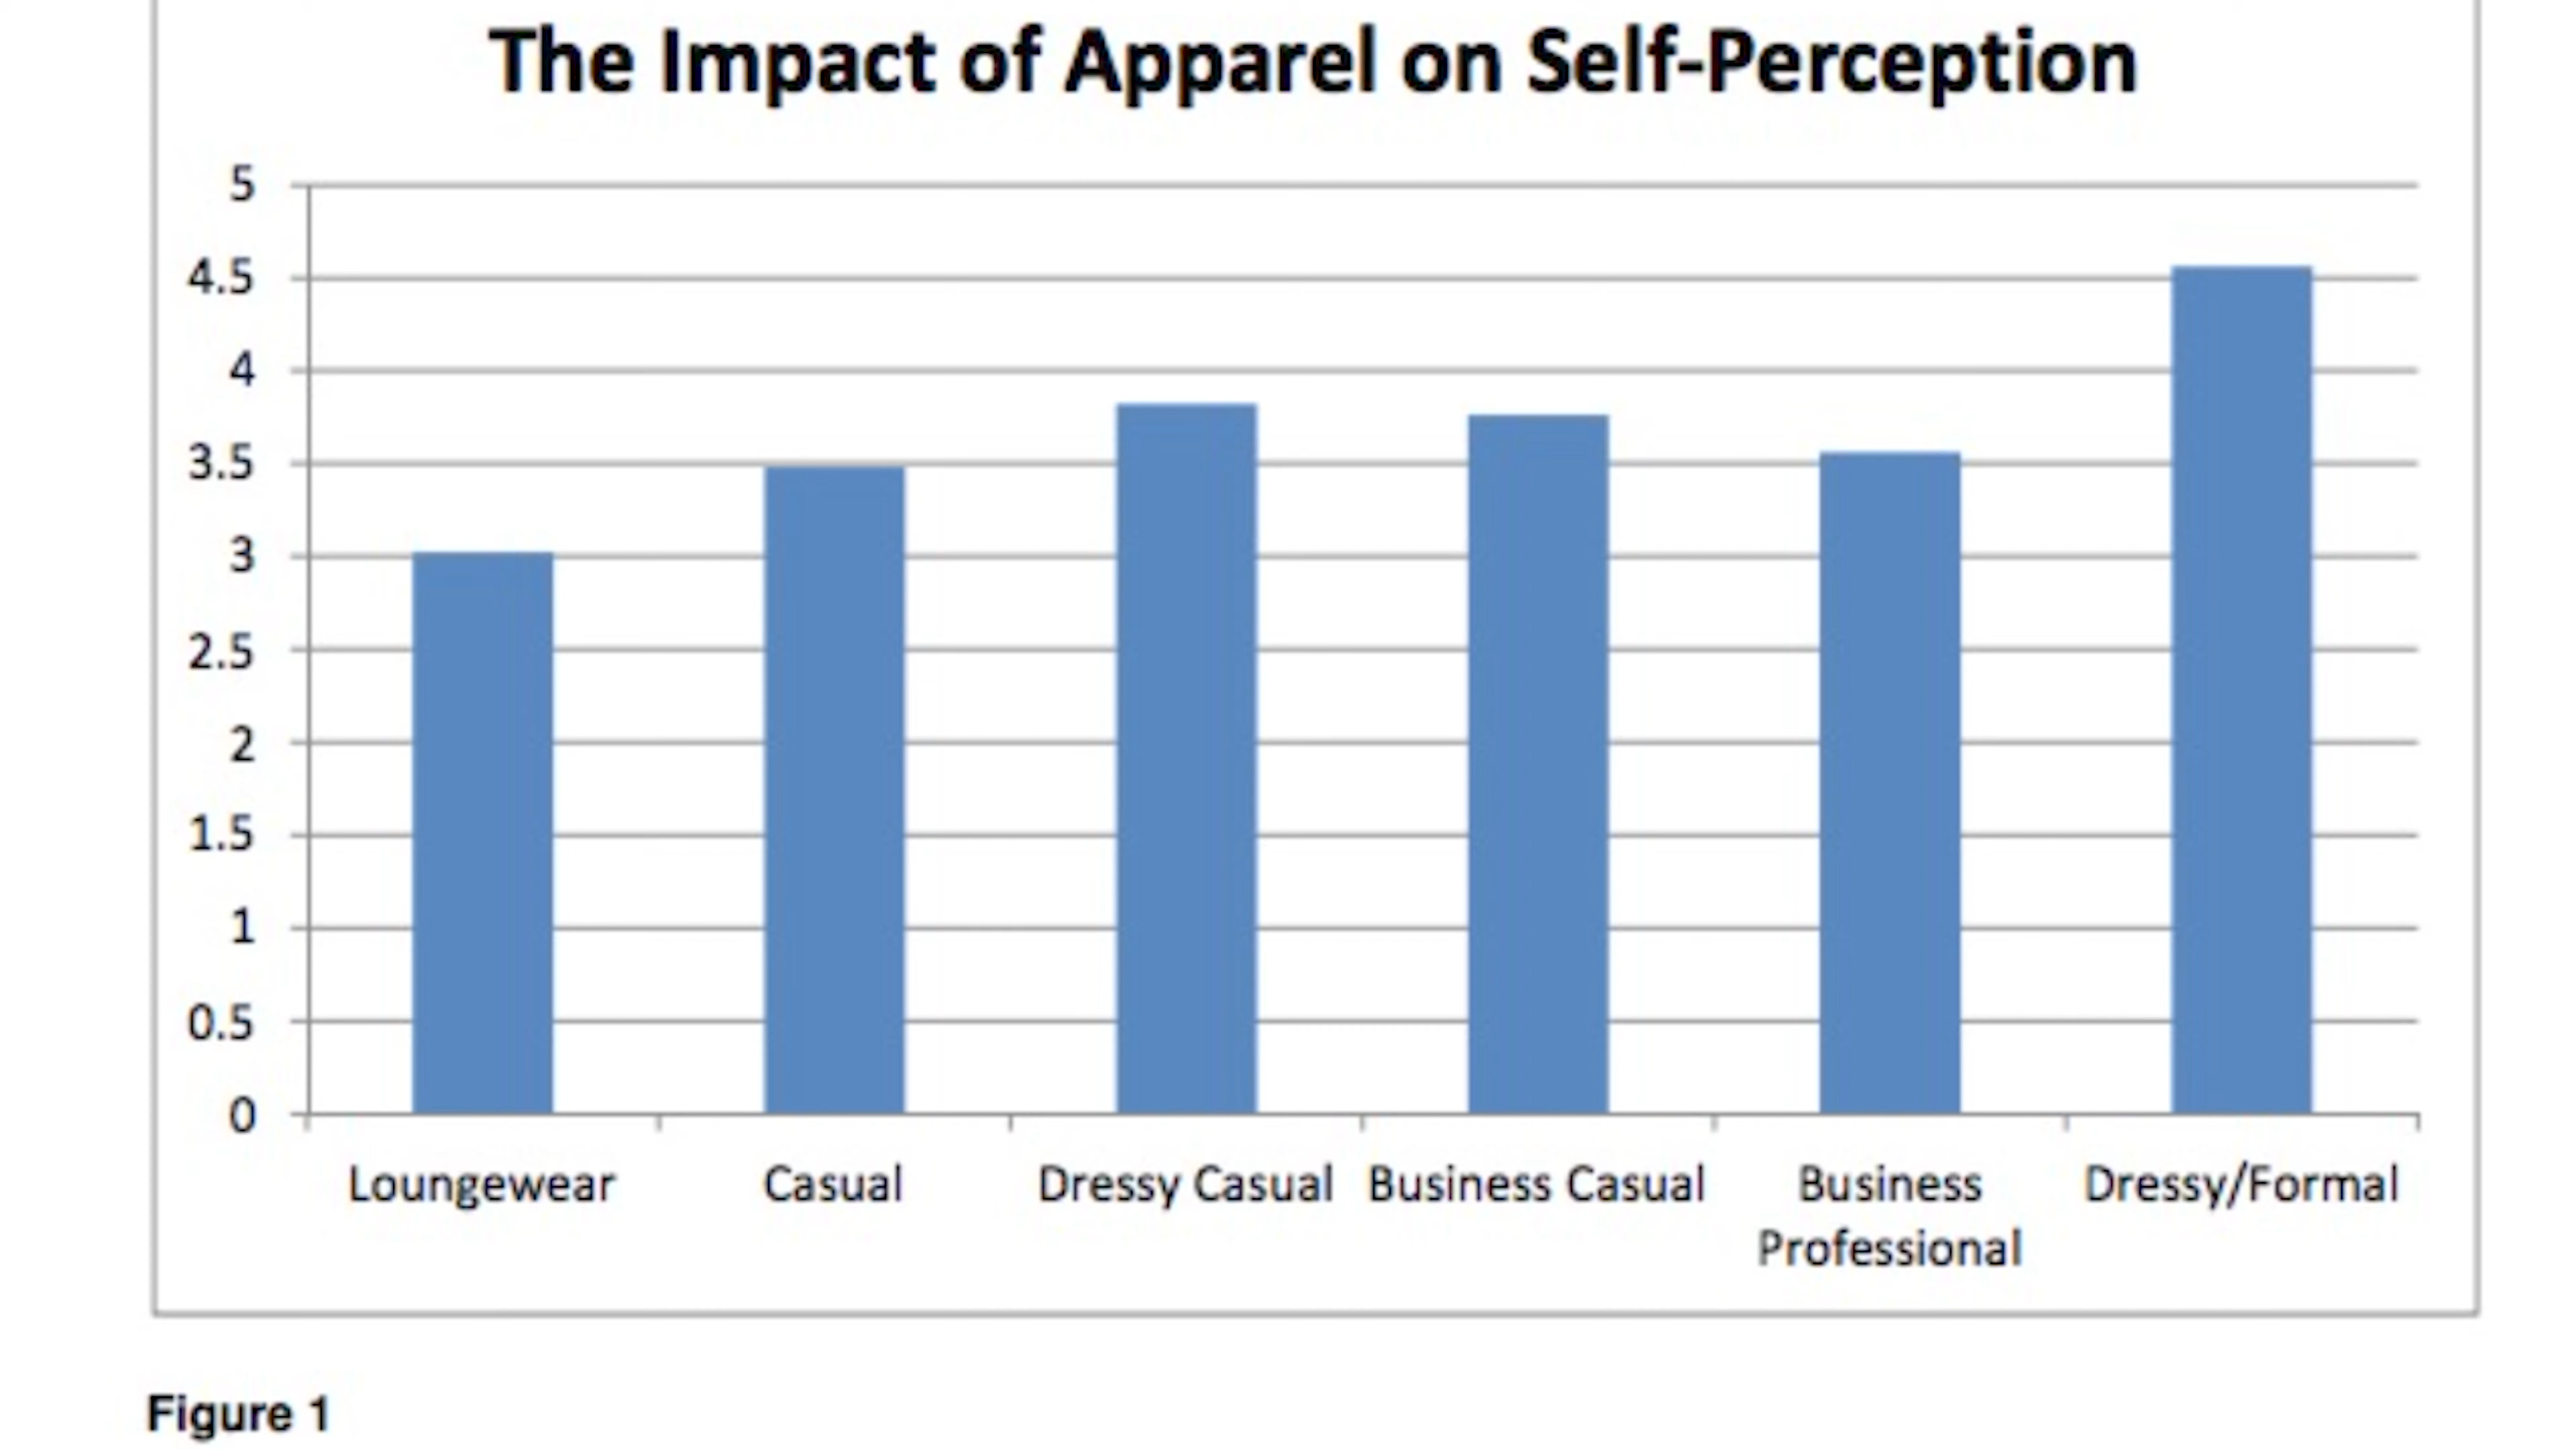 The Impact of Apparel on Self-Perception
5
4.5
4
3.5
3
2.5
2
1.5
1
0.5
0
Loungewear
Casual
Dressy Casual
Business Casual
Business
Professional
Dressy/Formal
Figure 1